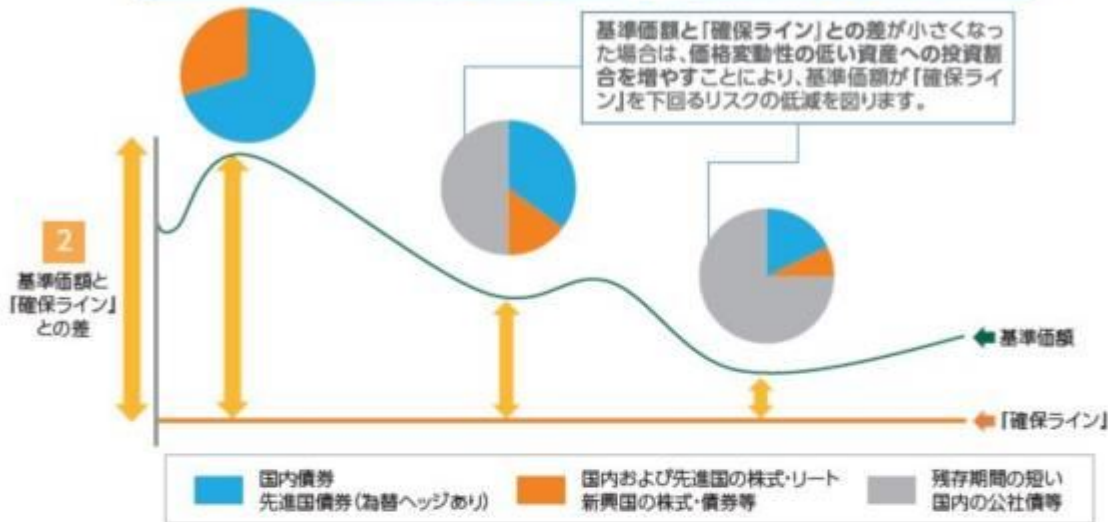 基準価額と「確保ライン」との差が小さくなっ
た場合は、価格変動性の低い資産への投資割
合を増やすことにより、基準価額が「確保ライ
ン」を下回るリスクの低減を図ります。
2
基準価額と
「確保ライン」
との差
基準価額
「確保ライン」
国内債券
先進国債券(為替ヘッジあり)
国内および先進国の株式・リート
新興国の株式・債券等
残存期間の短い
国内の公社債等